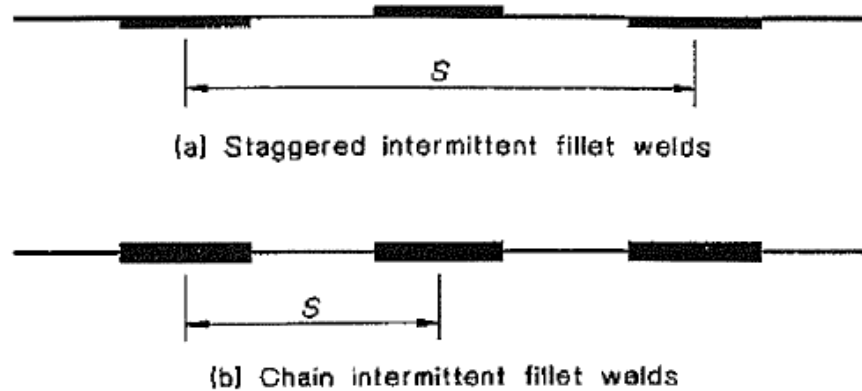 S
(a) Staggered intermittent fillet welds
S
(b) Chain intermittent fillet welds